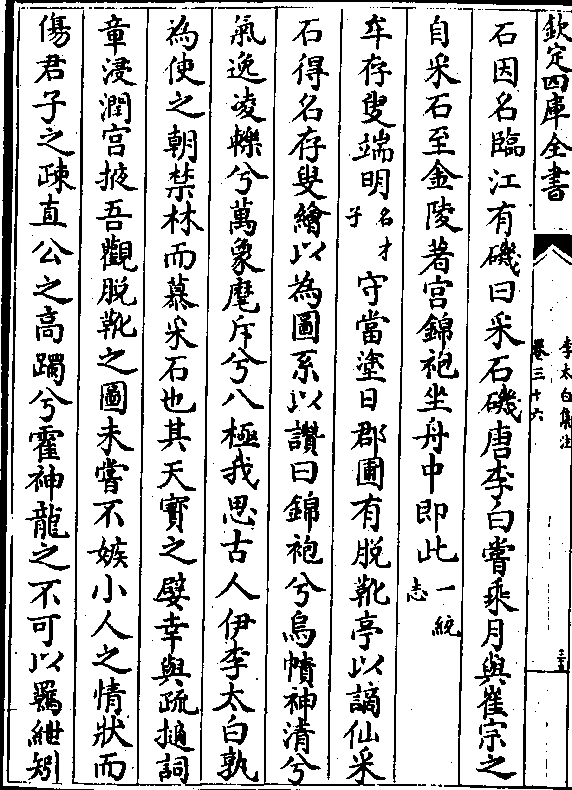 欽定四庫全書
李太白集注
卷三十六
石因名臨江有磯曰采石磯唐李白嘗乘月與崔宗之
自采石至金陵著宫錦袍坐舟中即此一統志
牟存叟端明名子才守當塗日郡圃有脱靴亭以謫仙采
石得名存叟繪以為圖系以讚曰錦袍兮烏幘神清兮
氣逸凌轢兮萬象麾斥兮八極我思古人伊李太白孰
為使之朝禁林而慕采石也其天寳之嬖幸與疏擿詞
章浸潤宫掖吾觀脱靴之圖未嘗不嫉小人之情狀而
傷君子之疎直公之高躅兮霍神龍之不可以羈紲矧